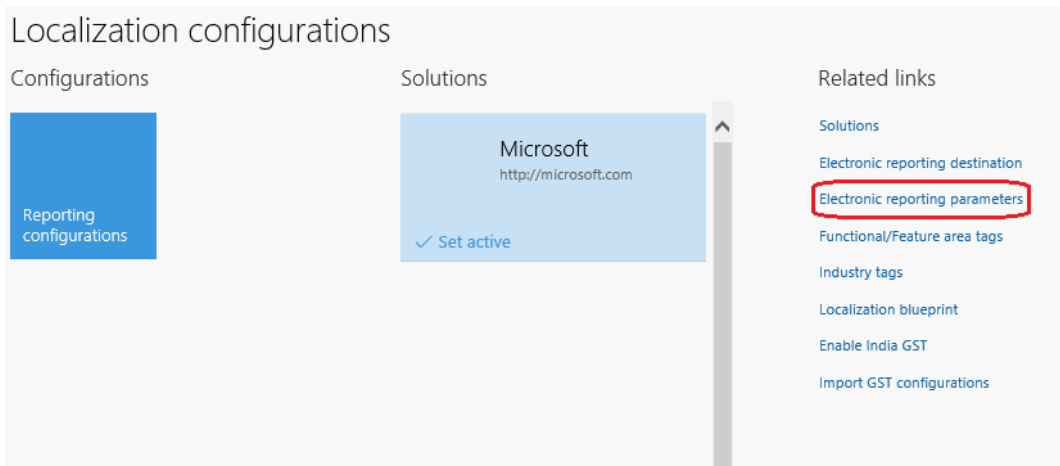 Localization configurations
Configurations
Reporting
configurations
Solutions
Microsoft
http://microsoft.com
Set active
Related links
Solutions
Electronic reporting destination
Electronic reporting parameters
Functional/Feature area tags
Industry tags
Localization blueprint
Enable India GST
Import GST configurations